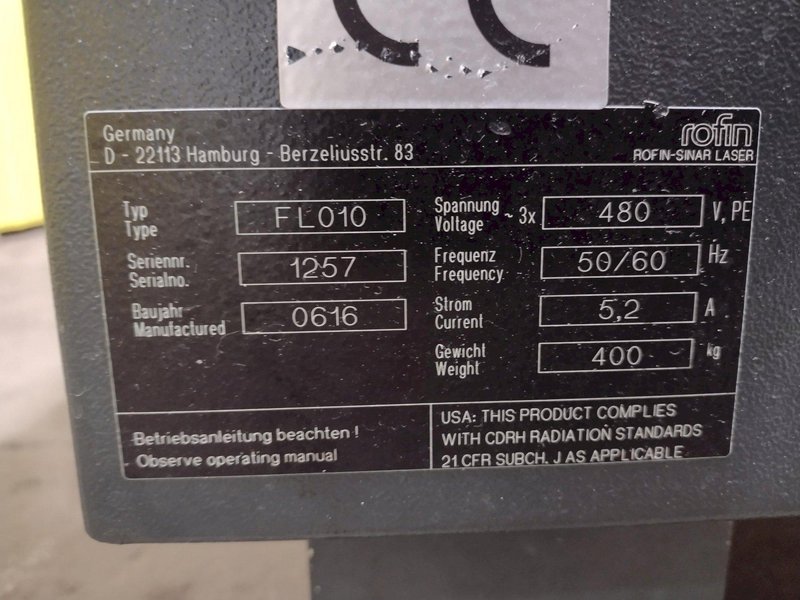 CE
Germany
D - 22113 Hamburg - Berzeliusstr. 83
rofin
ROFIN-SINAR LASER
Typ
Type
FL010
Seriennr.
Serialno.
1257
Baujahr
Manufactured
0616
Spannung
Voltage
~ 3x
480
V, PE
Frequenz
Frequency
50/60
Hz
Strom
Current
5,2
A
Gewicht
Weight
400
kg
Betriebsanleitung beachten !
Observe operating manual
USA: THIS PRODUCT COMPLIES
WITH CDRH RADIATION STANDARDS
21 CFR SUBCH. J AS APPLICABLE